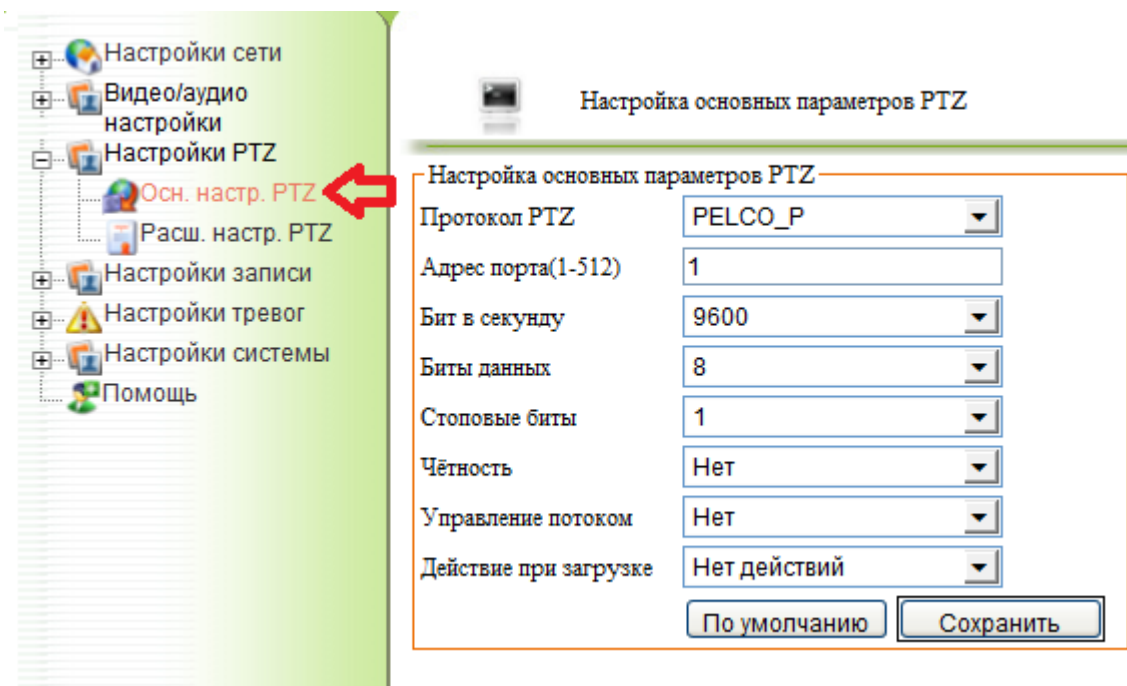 Настройки сети
Видео/аудио
настройки
Настройки PTZ
Осн. настр. PTZ
Расш. настр. PTZ
Настройки записи
Настройки тревог
Настройки системы
Помощь
Настройка основных параметров PTZ
Настройка основных параметров PTZ
Протокол PTZ PELCO_P
Адрес порта(1-512) 1
Бит в секунду 9600
Биты данных 8
Стоповые биты 1
Чётность Нет
Управление потоком Нет
Действие при загрузке Нет действий
По умолчанию Сохранить